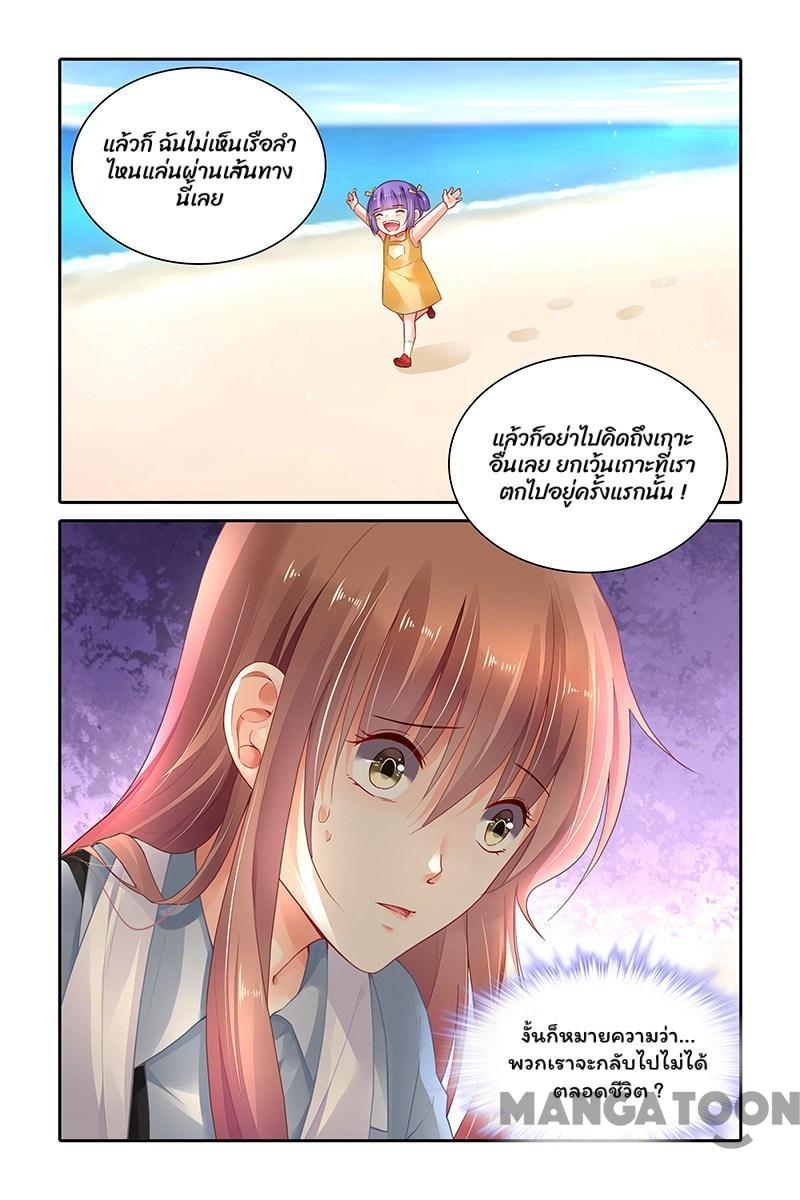 แล้วก็ ฉันไม่เห็นเรือลำ
ไหนแล่นผ่านเส้นทาง
นี้เลย
แล้วก็อย่าไปคิดถึงเกาะ
อื่นเลย ยกเว้นเกาะที่เรา
ตกไปอยู่ครั้งแรกนั้น !
งั้นก็หมายความว่า...
พวกเราจะกลับไปไม่ได้
ตลอดชีวิต ?
MANGATOON